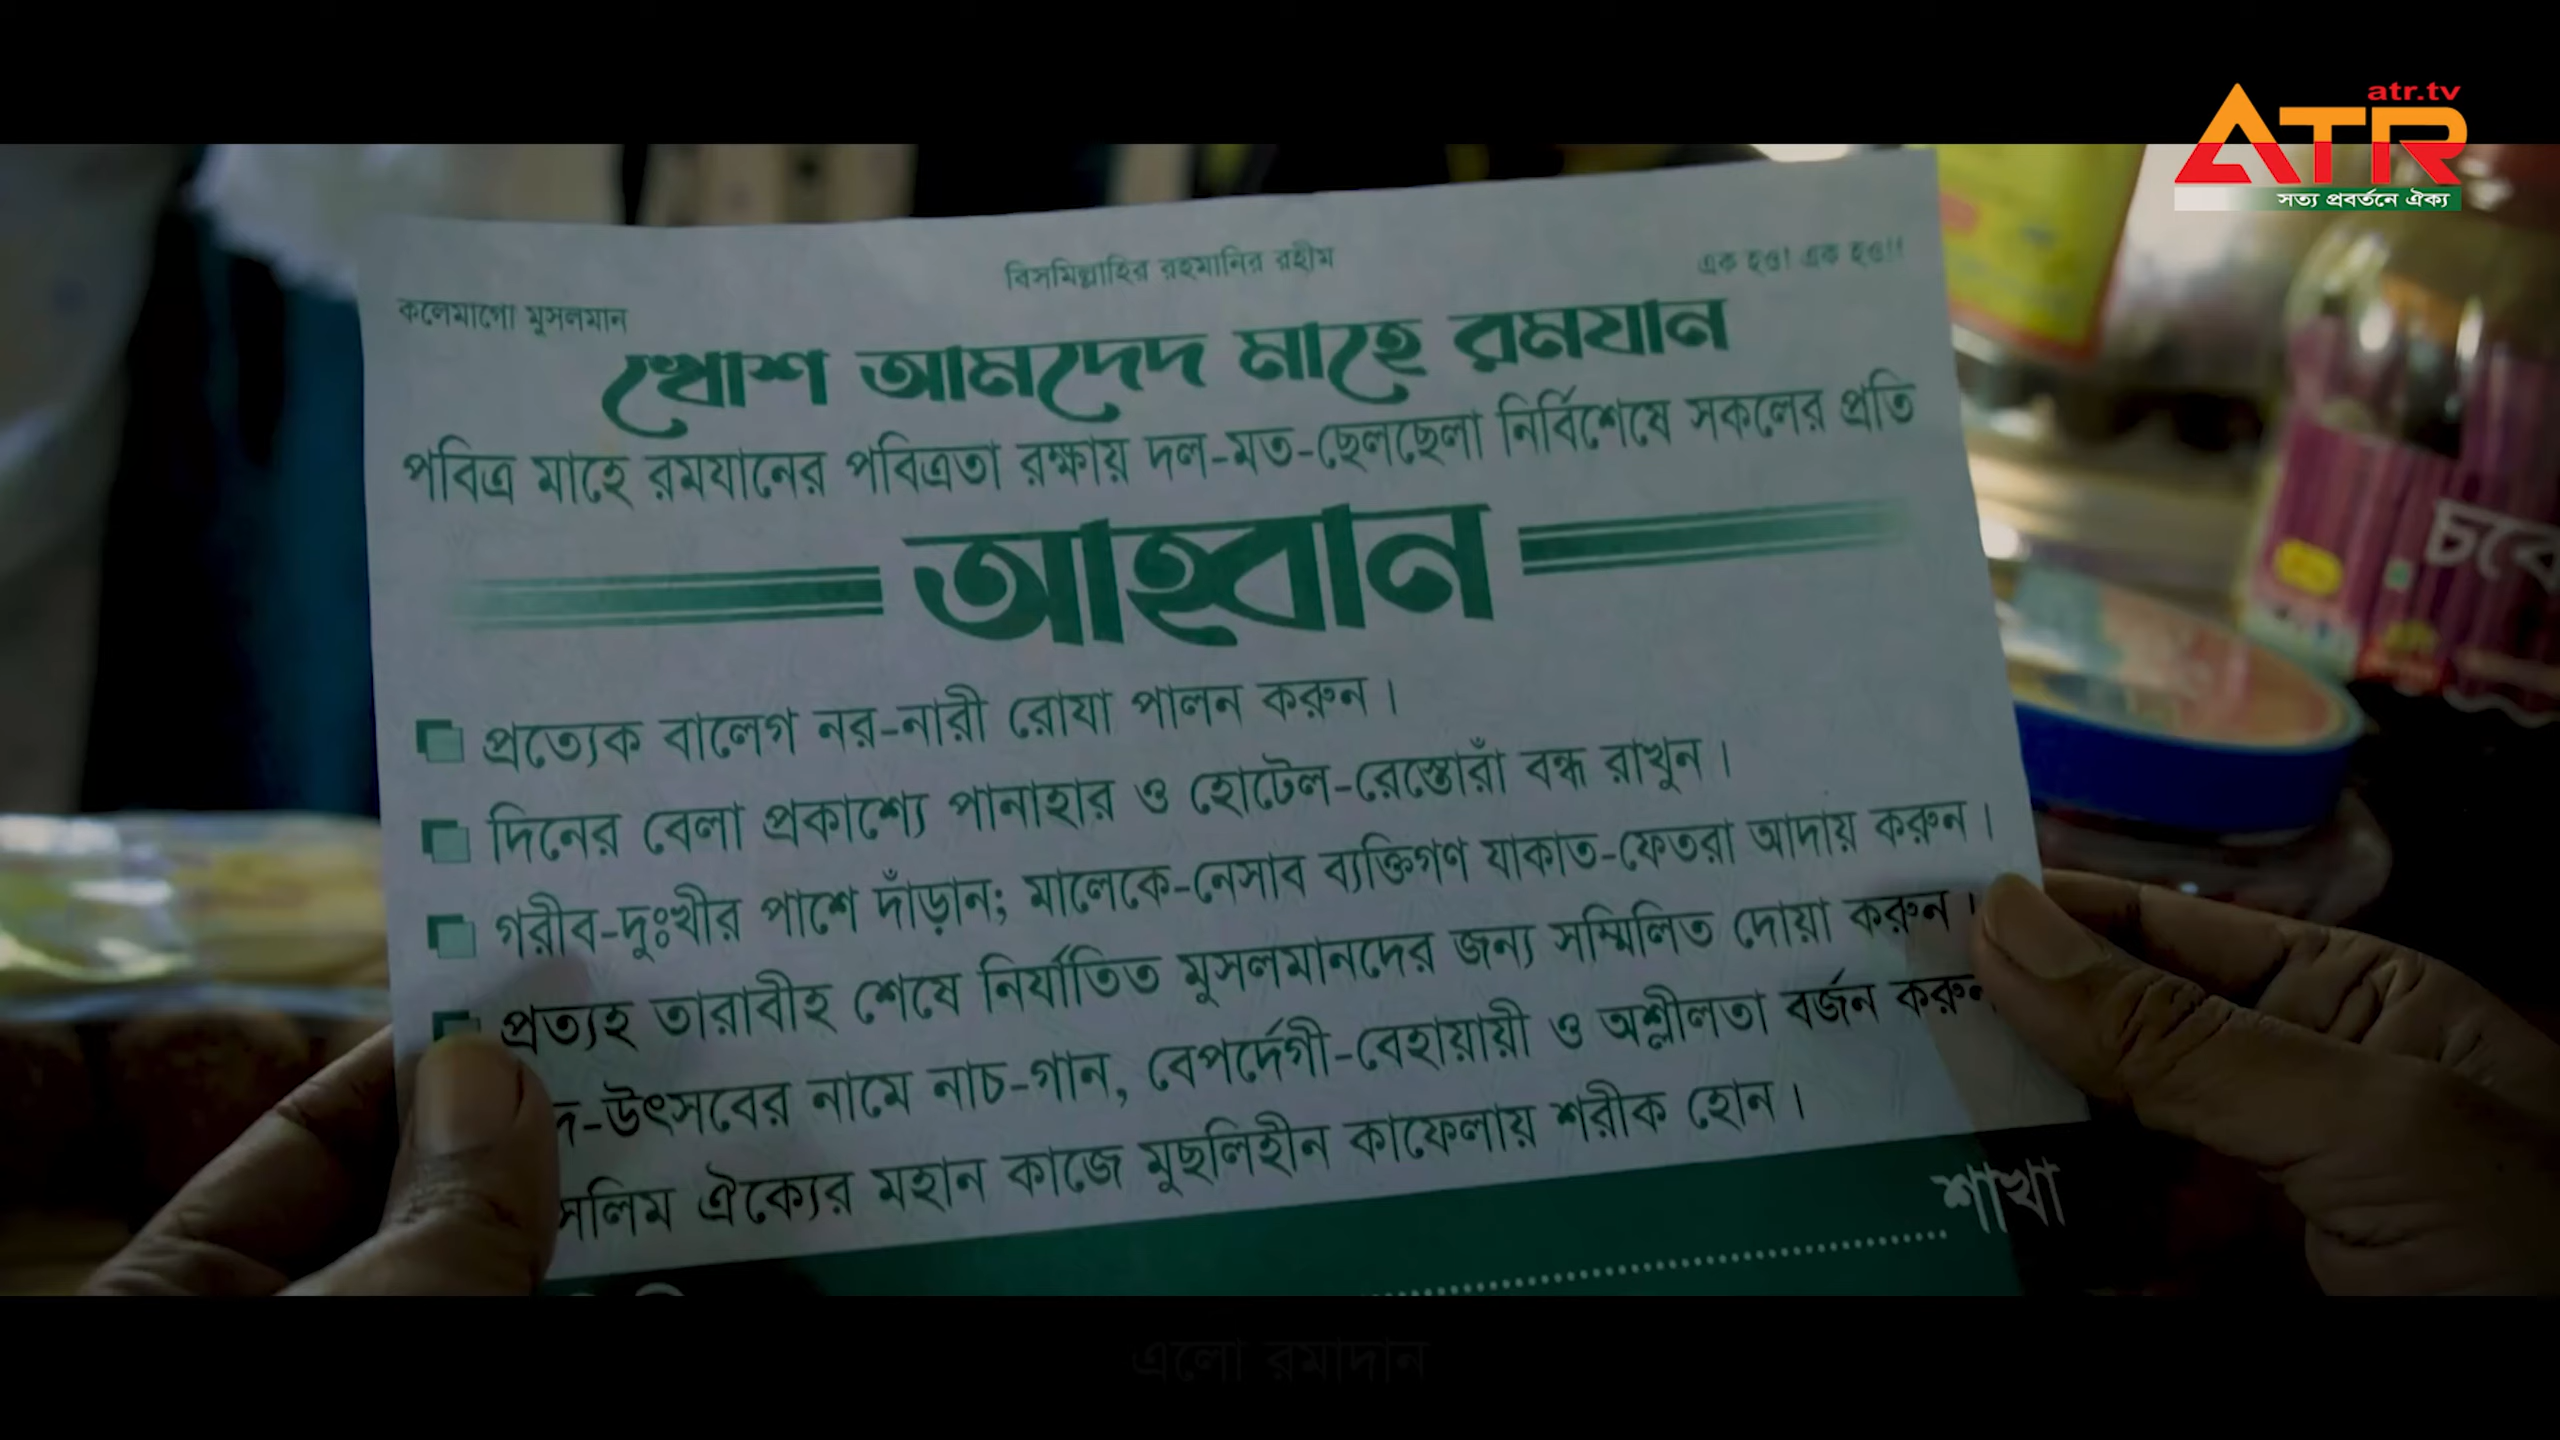 atr.tv
ATR
সত্য প্রবর্তনে ঐক্য
বিসমিল্লাহির রহমানির রহীম
এক হও! এক হও!!
কলেমাগো মুসলমান
খোশ আমদেদ মাহে রমযান
পবিত্র মাহে রমযানের পবিত্রতা রক্ষায় দল-মত-ছেলছেলা নির্বিশেষে সকলের প্রতি
আহবান
প্রত্যেক বালেগ নর-নারী রোযা পালন করুন।
দিনের বেলা প্রকাশ্যে পানাহার ও হোটেল-রেস্তোরাঁ বন্ধ রাখুন।
গরীব-দুঃখীর পাশে দাঁড়ান; মালেকে-নেসাব ব্যক্তিগণ যাকাত-ফেতরা আদায় করুন।
প্রত্যহ তারাবীহ শেষে নির্যাতিত মুসলমানদের জন্য সম্মিলিত দোয়া করুন।
দ-উৎসবের নামে নাচ-গান, বেপর্দেগী-বেহায়ায়ী ও অশ্লীলতা বর্জন করুন
সলিম ঐক্যের মহান কাজে মুছলিহীন কাফেলায় শরীক হোন।
শাখা
এলো রমাদান